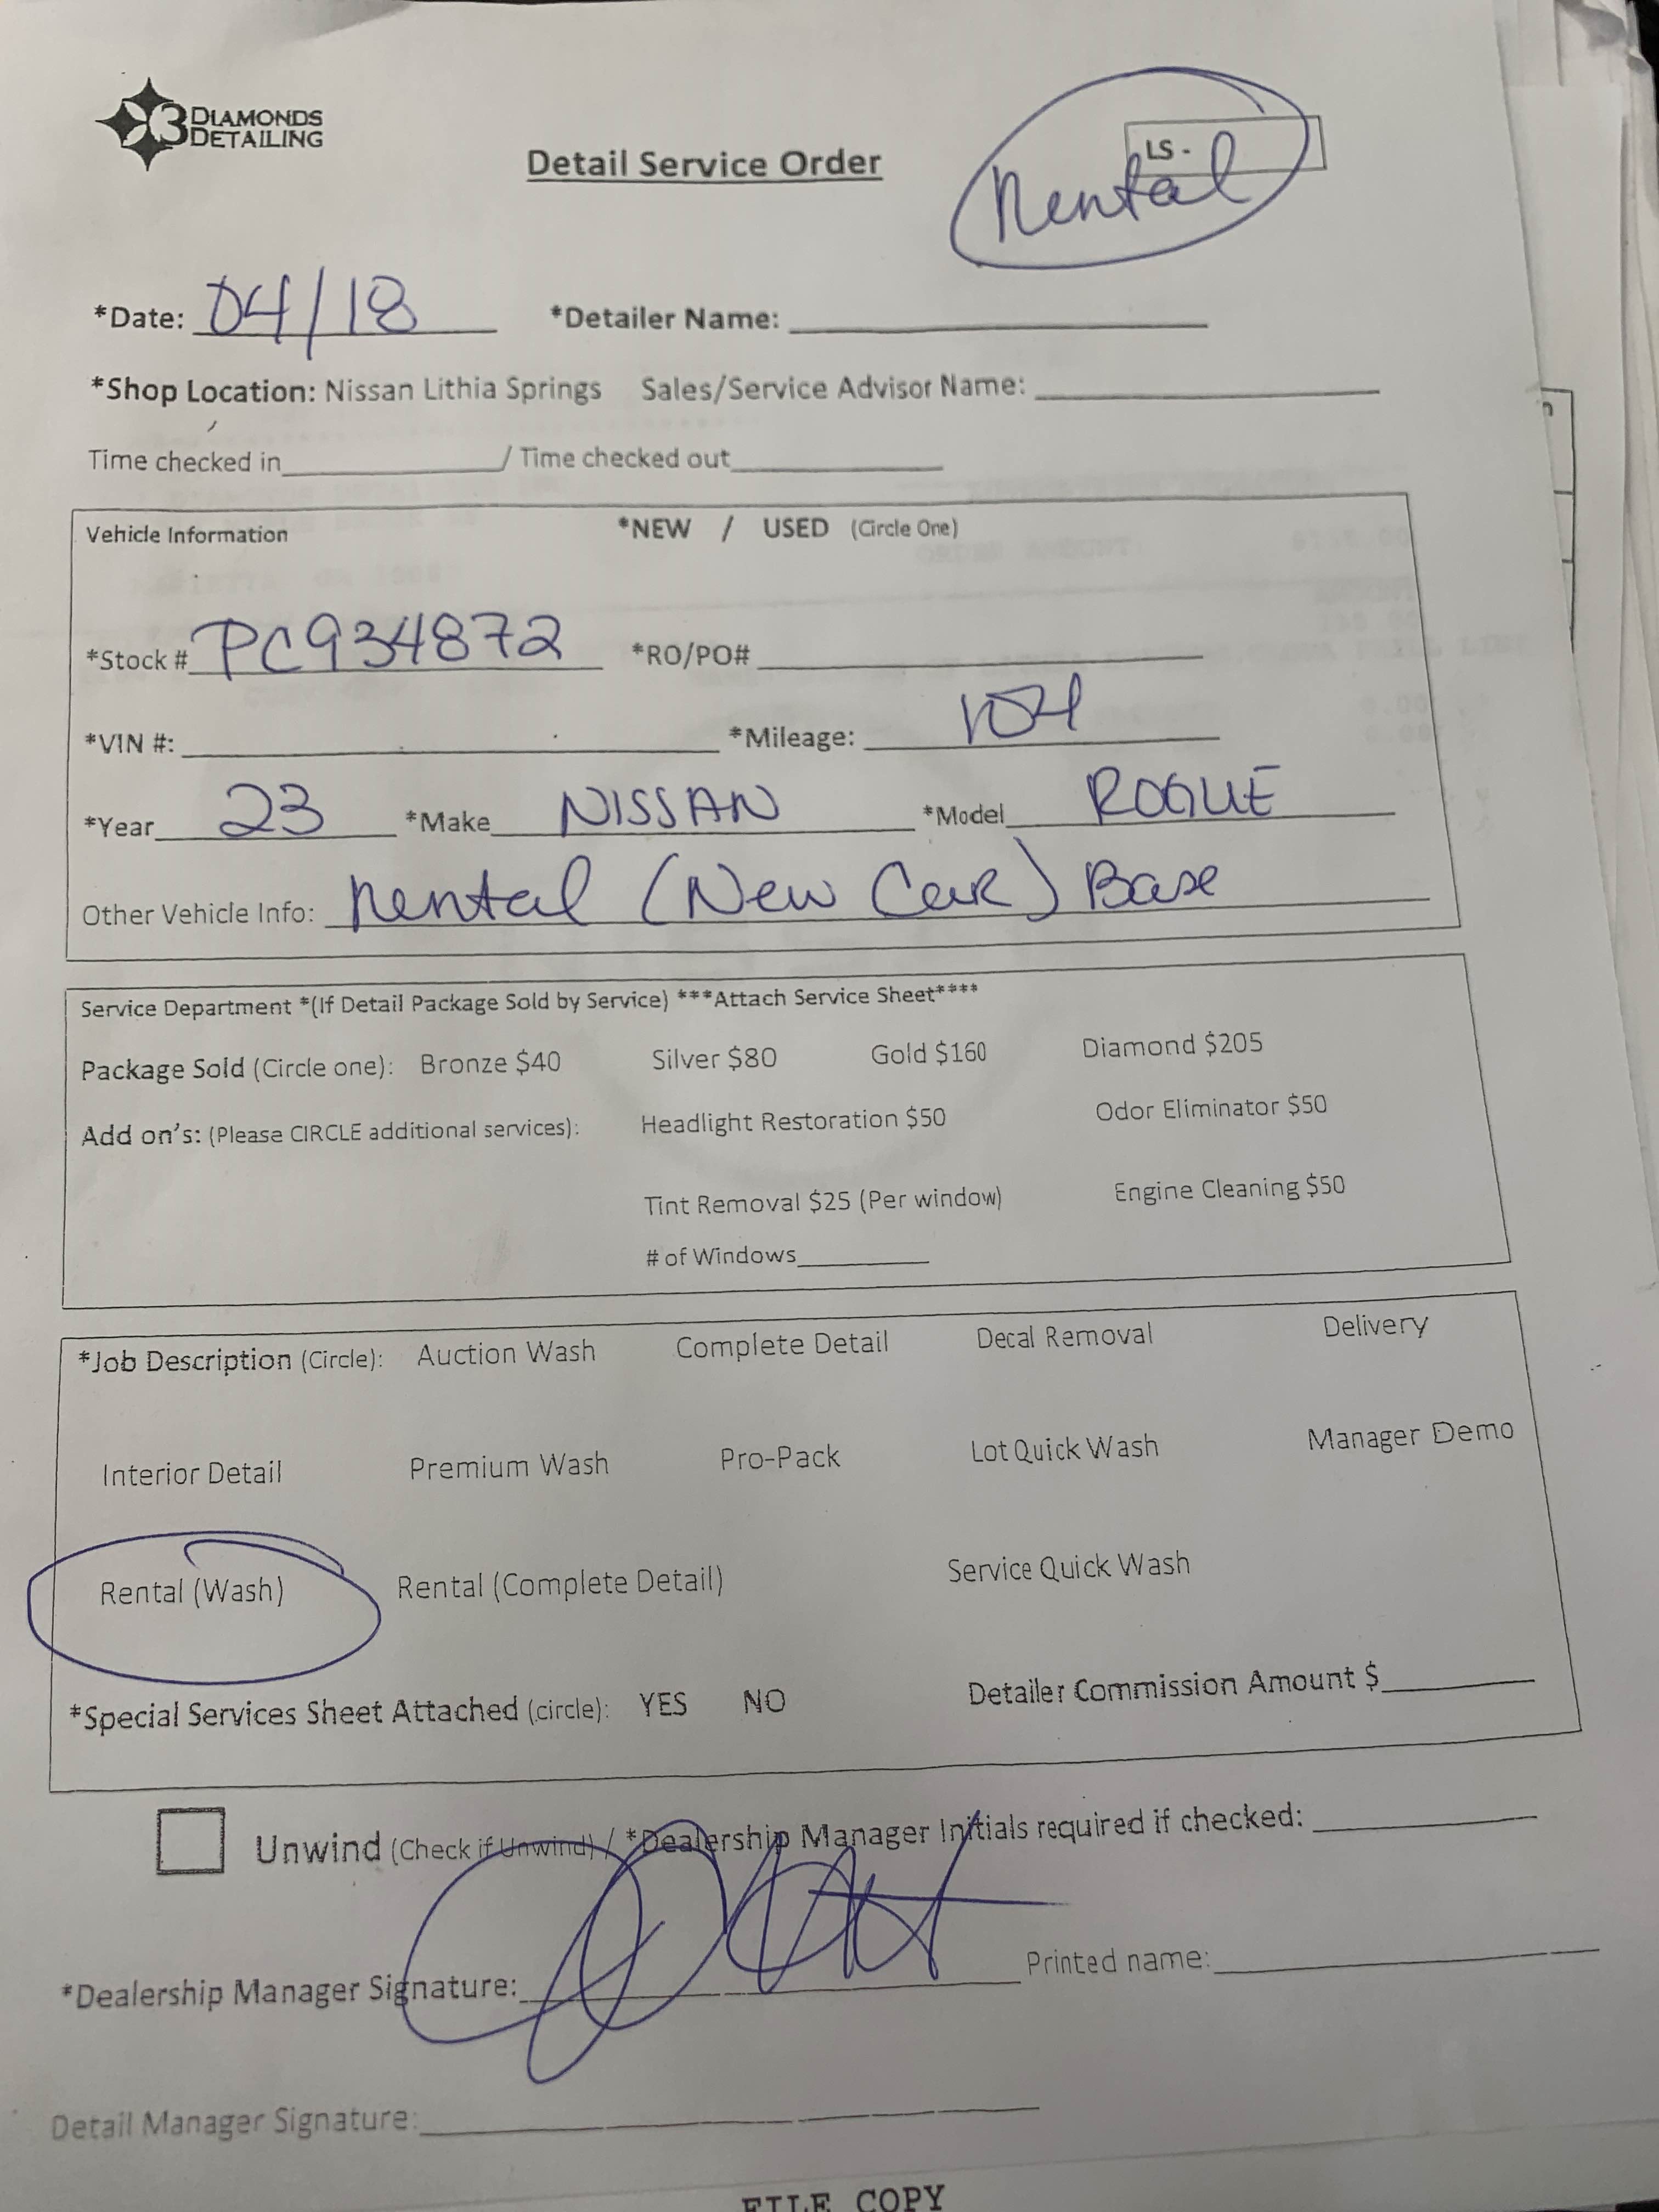 3 DIAMONDS
DETAILING
Detail Service Order
LS -
Rental
*Date: 04/18 *Detailer Name:
*Shop Location: Nissan Lithia Springs Sales/Service Advisor Name:
Time checked in / Time checked out
Vehicle Information *NEW / USED (Circle One)
*Stock # PC934872 *RO/PO#
*VIN #: *Mileage: 104
*Year 23 *Make NISSAN *Model ROGUE
Other Vehicle Info: Rental (New Car) Base
Service Department *(If Detail Package Sold by Service) ***Attach Service Sheet****
Package Sold (Circle one): Bronze $40 Silver $80 Gold $160 Diamond $205
Add on's: (Please CIRCLE additional services): Headlight Restoration $50 Odor Eliminator $50
Tint Removal $25 (Per window) Engine Cleaning $50
# of Windows
*Job Description (Circle): Auction Wash Complete Detail Decal Removal Delivery
Interior Detail Premium Wash Pro-Pack Lot Quick Wash Manager Demo
Rental (Wash) Rental (Complete Detail) Service Quick Wash
*Special Services Sheet Attached (circle): YES NO Detailer Commission Amount $
Unwind (Check if Unwind) / *Dealership Manager Initials required if checked:
*Dealership Manager Signature: Printed name:
Detail Manager Signature:
FILE COPY